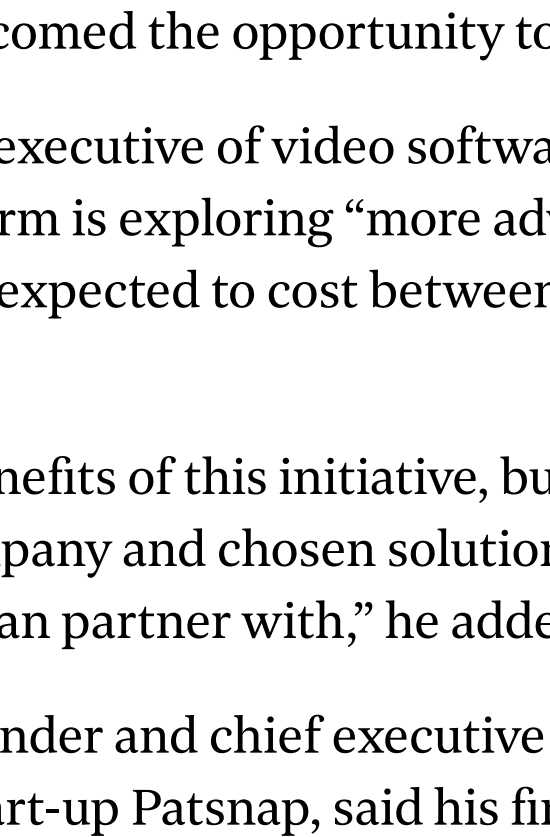 comed the opportunity to
executive of video softwa
rm is exploring “more adv
expected to cost between
nefits of this initiative, bu
pany and chosen solution
an partner with,” he adde
nder and chief executive
rt-up Patsnap, said his fir